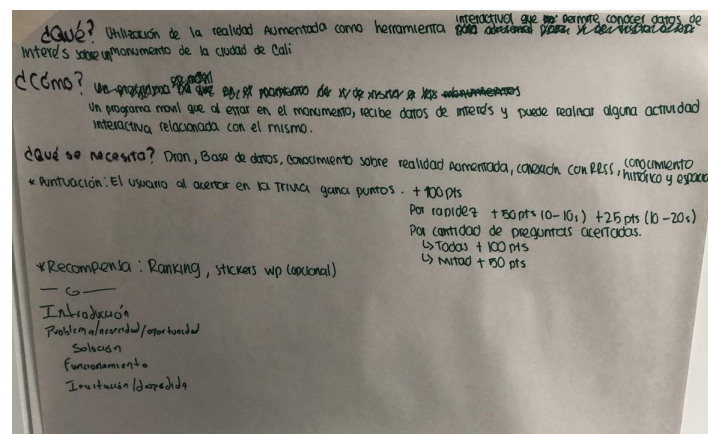 ¿Qué? Utilización de la realidad Aumentada como herramienta interactiva que permite conocer datos de
interés sobre un monumento de la ciudad de Cali
¿Cómo?
Un programa movil que al estar en el monumento, recibe datos de interés y puede realizar alguna actividad
interactiva relacionada con el mismo.
¿Qué se necesita? Dron, Base de datos, conocimiento sobre realidad Aumentada, conexión con RRSS, conocimiento
histórico y espacial
* Puntuación: El usuario al acertar en la Trivia gana puntos. + 100 pts
Por rapidez +50 pts (0-10s) +25 pts (10-20s)
Por cantidad de preguntas acertadas.
↳ Todas + 100 pts
↳ Mitad + 50 pts
* Recompensa: Ranking, stickers wp (opcional)
— G —
Introducción
Problema/necesidad/oportunidad
Solución
Funcionamiento
Invitación/despedida